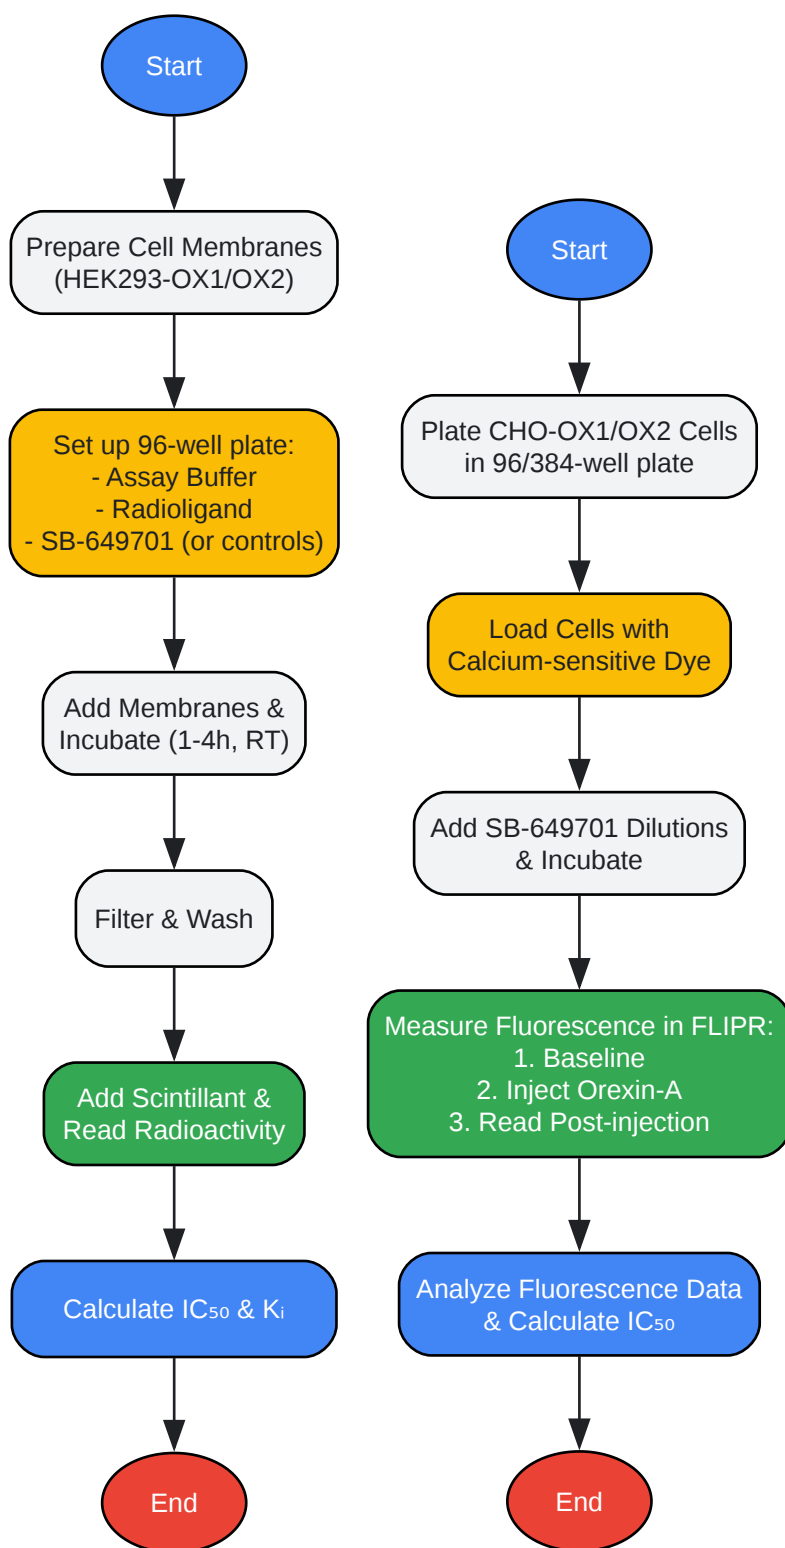 Start
Prepare Cell Membranes
(HEK293-OX1/OX2)
Set up 96-well plate:
- Assay Buffer
- Radioligand
- SB-649701 (or controls)
Add Membranes &
Incubate (1-4h, RT)
Filter & Wash
Add Scintillant &
Read Radioactivity
Calculate IC₅₀ & Kᵢ
End
Start
Plate CHO-OX1/OX2 Cells
in 96/384-well plate
Load Cells with
Calcium-sensitive Dye
Add SB-649701 Dilutions
& Incubate
Measure Fluorescence in FLIPR:
1. Baseline
2. Inject Orexin-A
3. Read Post-injection
Analyze Fluorescence Data
& Calculate IC₅₀
End